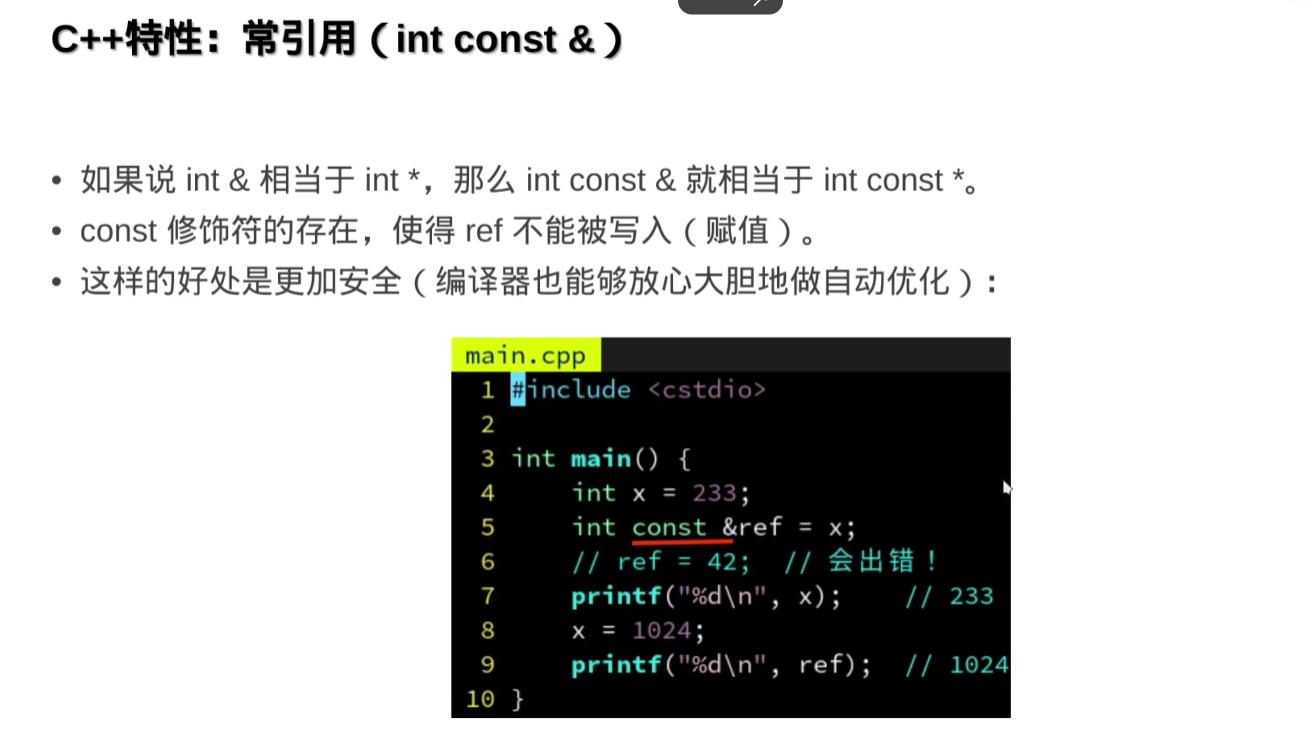 C++特性：常引用（int const &）
• 如果说 int & 相当于 int *，那么 int const & 就相当于 int const *。
• const 修饰符的存在，使得 ref 不能被写入（赋值）。
• 这样的好处是更加安全（编译器也能够放心大胆地做自动优化）：
main.cpp
1 #include <cstdio>
2
3 int main() {
4     int x = 233;
5     int const &ref = x;
6     // ref = 42;  // 会出错！
7     printf("%d\n", x);    // 233
8     x = 1024;
9     printf("%d\n", ref);  // 1024
10 }